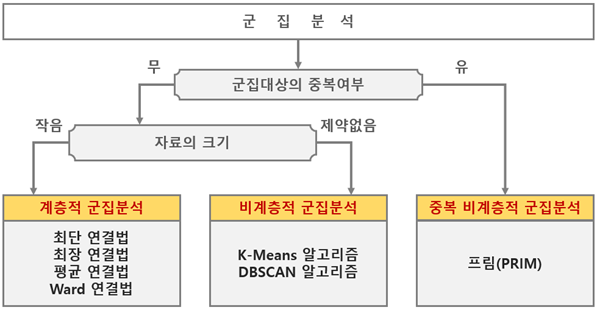 군 집 분 석
무
유
군집대상의 중복여부
작음
제약없음
자료의 크기
계층적 군집분석
최단 연결법
최장 연결법
평균 연결법
Ward 연결법
비계층적 군집분석
K-Means 알고리즘
DBSCAN 알고리즘
중복 비계층적 군집분석
프림(PRIM)